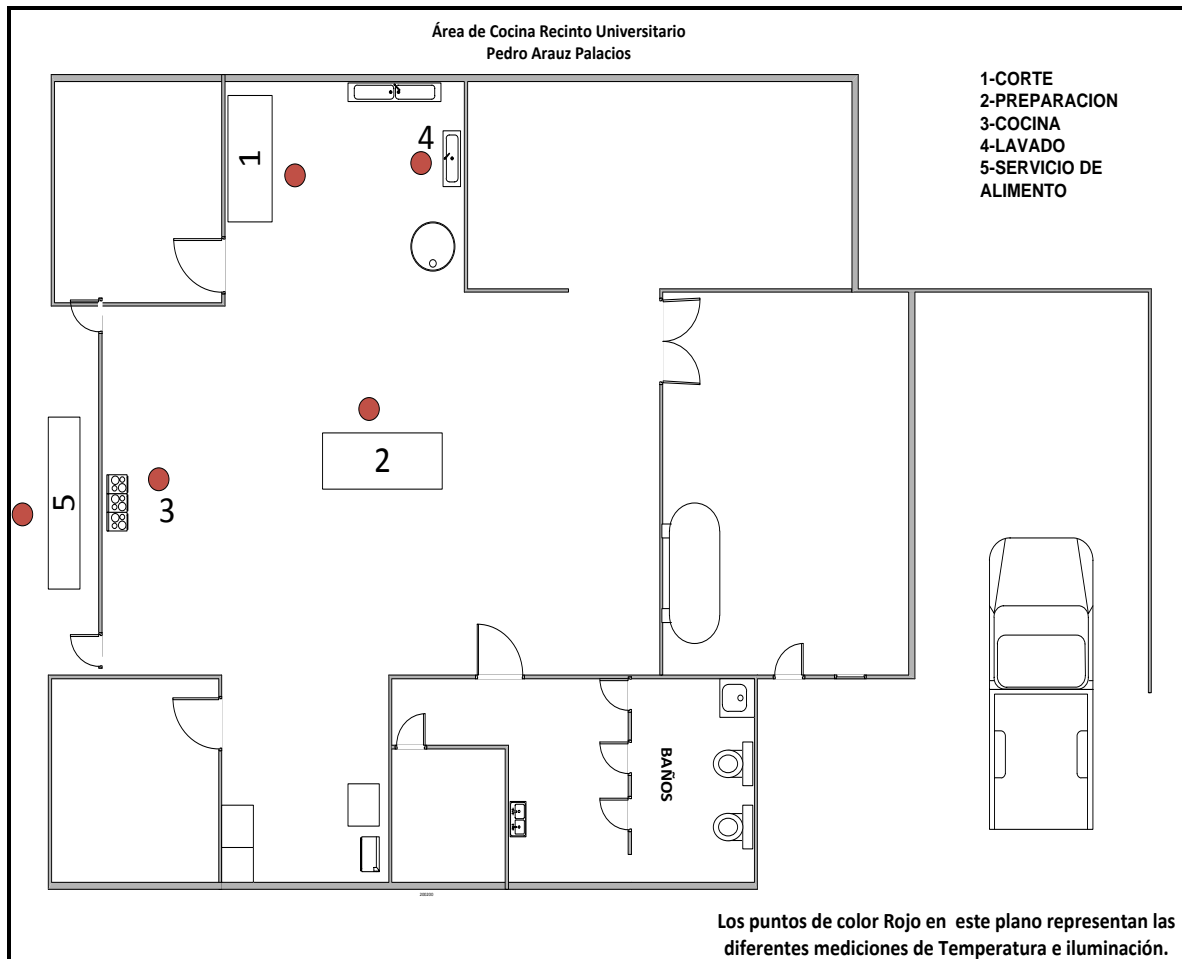 Área de Cocina Recinto Universitario
Pedro Arauz Palacios
1-CORTE
2-PREPARACION
3-COCINA
4-LAVADO
5-SERVICIO DE
ALIMENTO
1
4
2
5
3
BAÑOS
Los puntos de color Rojo en este plano representan las
diferentes mediciones de Temperatura e iluminación.